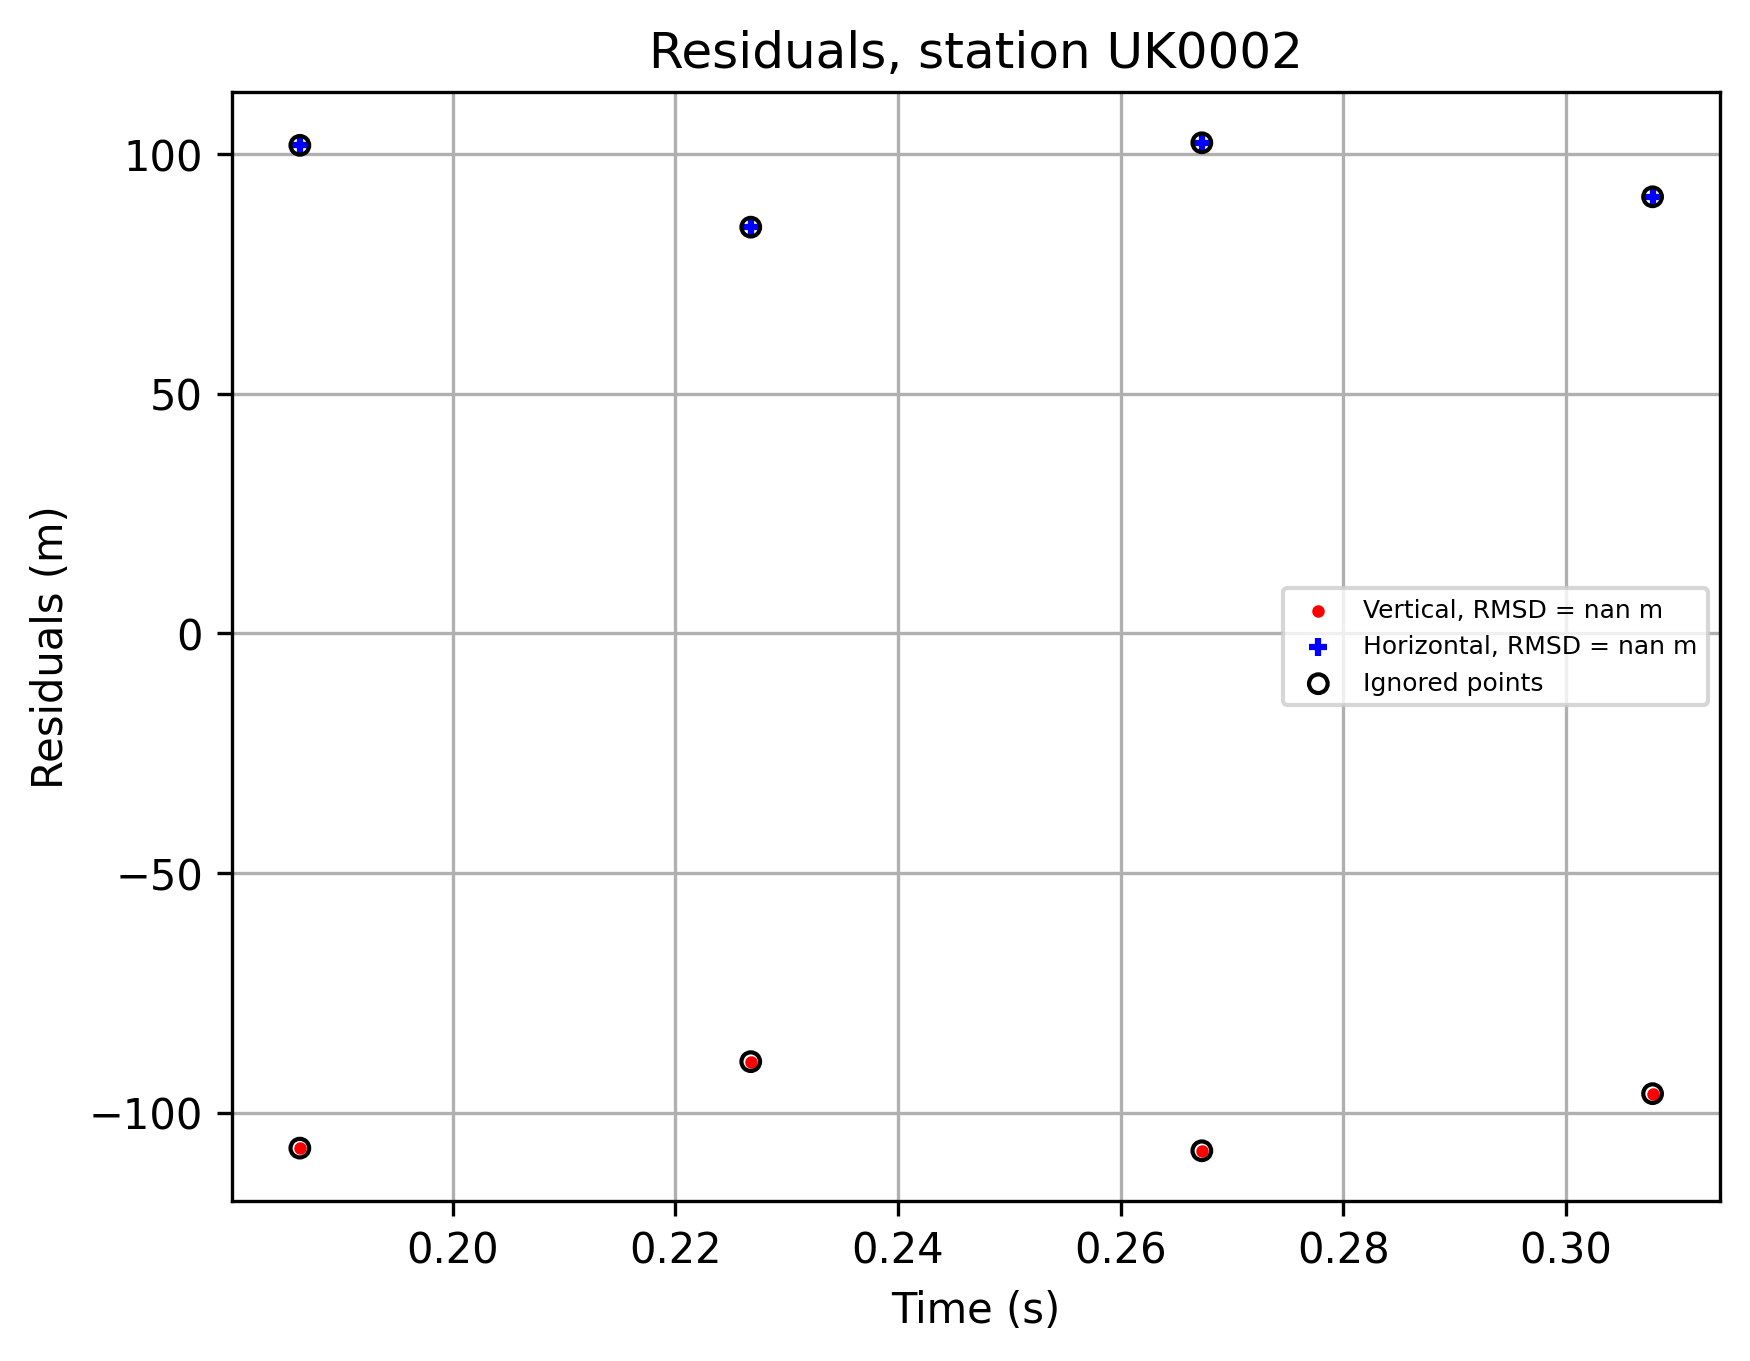 Residuals, station UK0002
100
50
0
−50
−100
Residuals (m)
Vertical, RMSD = nan m
Horizontal, RMSD = nan m
Ignored points
0.20 0.22 0.24 0.26 0.28 0.30
Time (s)